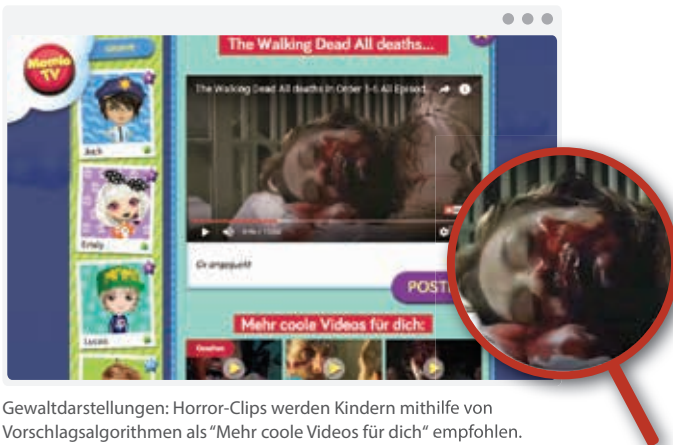 The Walking Dead All deaths...
Momio
TV
The Walking Dead All deaths In Order 1-6 All Episod...
Jack
Emily
POST
Mehr coole Videos für dich:
Lucas
Gesehen
Gewaltdarstellungen: Horror-Clips werden Kindern mithilfe von
Vorschlagsalgorithmen als “Mehr coole Videos für dich“ empfohlen.